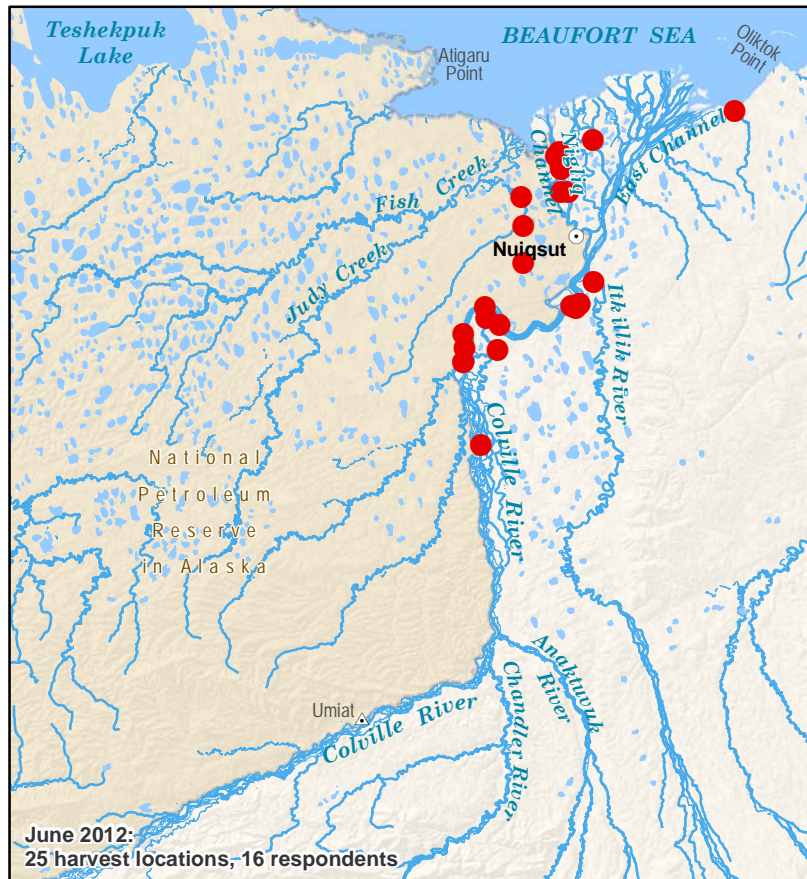 Teshekpuk
Lake
BEAUFORT SEA
Atigaru
Point
Oliktok
Point
Nigliq
Channel
East Channel
Fish Creek
Judy Creek
Nuiqsut
Itkillik River
Colville River
National
Petroleum
Reserve
in Alaska
Umiat
Colville River
Chandler River
Anaktuvuk
River
June 2012:
25 harvest locations, 16 respondents